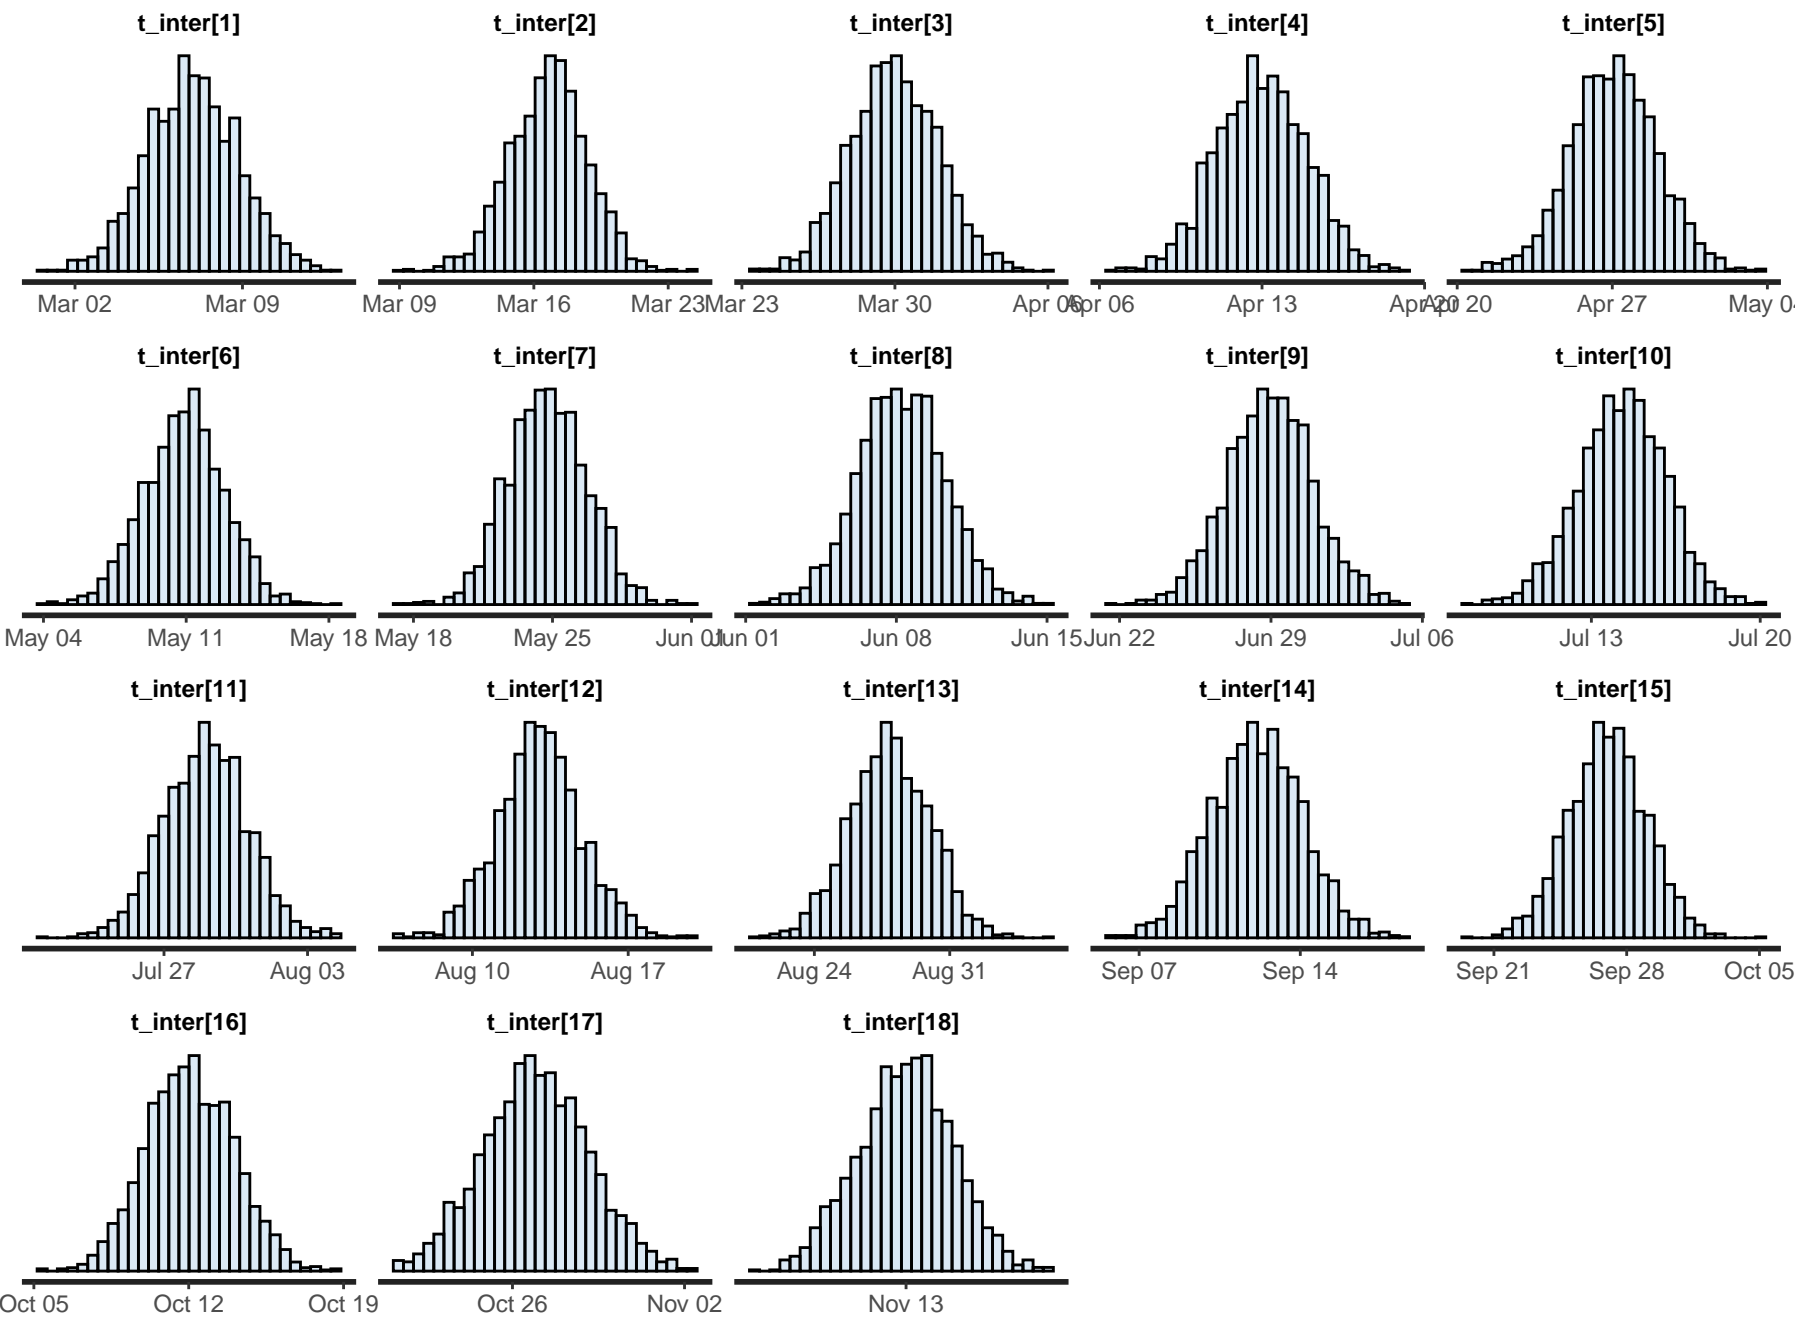 t_inter[1] t_inter[2] t_inter[3] t_inter[4] t_inter[5]
Mar 02 Mar 09 Mar 09 Mar 16 Mar 23 Mar 23 Mar 30 Apr 06 Apr 06 Apr 13 Apr 20 Apr 20 Apr 27 May 04
t_inter[6] t_inter[7] t_inter[8] t_inter[9] t_inter[10]
May 04 May 11 May 18 May 18 May 25 Jun 01 Jun 01 Jun 08 Jun 15 Jun 22 Jun 29 Jul 06 Jul 13 Jul 20
t_inter[11] t_inter[12] t_inter[13] t_inter[14] t_inter[15]
Jul 27 Aug 03 Aug 10 Aug 17 Aug 24 Aug 31 Sep 07 Sep 14 Sep 21 Sep 28 Oct 05
t_inter[16] t_inter[17] t_inter[18]
Oct 05 Oct 12 Oct 19 Oct 26 Nov 02 Nov 13